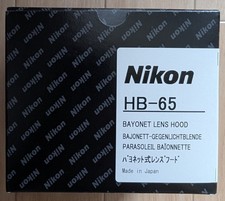 Nikon
HB-65
BAYONET LENS HOOD
BAJONETT-GEGENLICHTBLENDE
PARASOLEIL BAÏONNETTE
バヨネット式レンズフード
Made in Japan